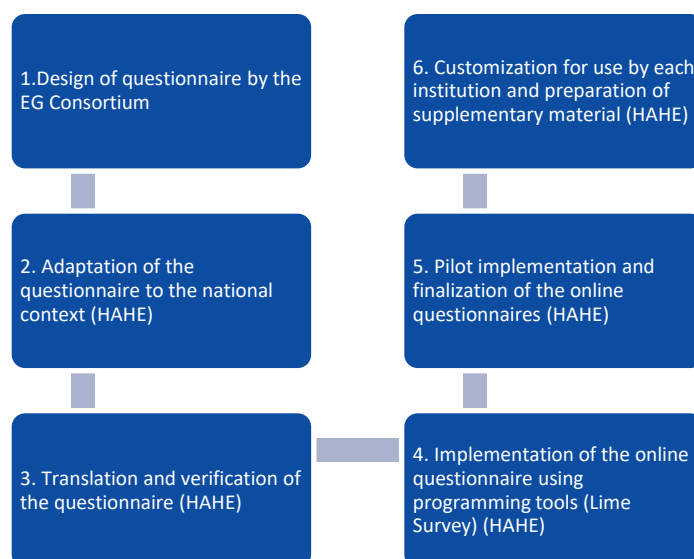 1.Design of questionnaire by the
EG Consortium
2. Adaptation of the
questionnaire to the national
context (HAHE)
3. Translation and verification of
the questionnaire (HAHE)
4. Implementation of the online
questionnaire using
programming tools (Lime
Survey) (HAHE)
5. Pilot implementation and
finalization of the online
questionnaires (HAHE)
6. Customization for use by each
institution and preparation of
supplementary material (HAHE)